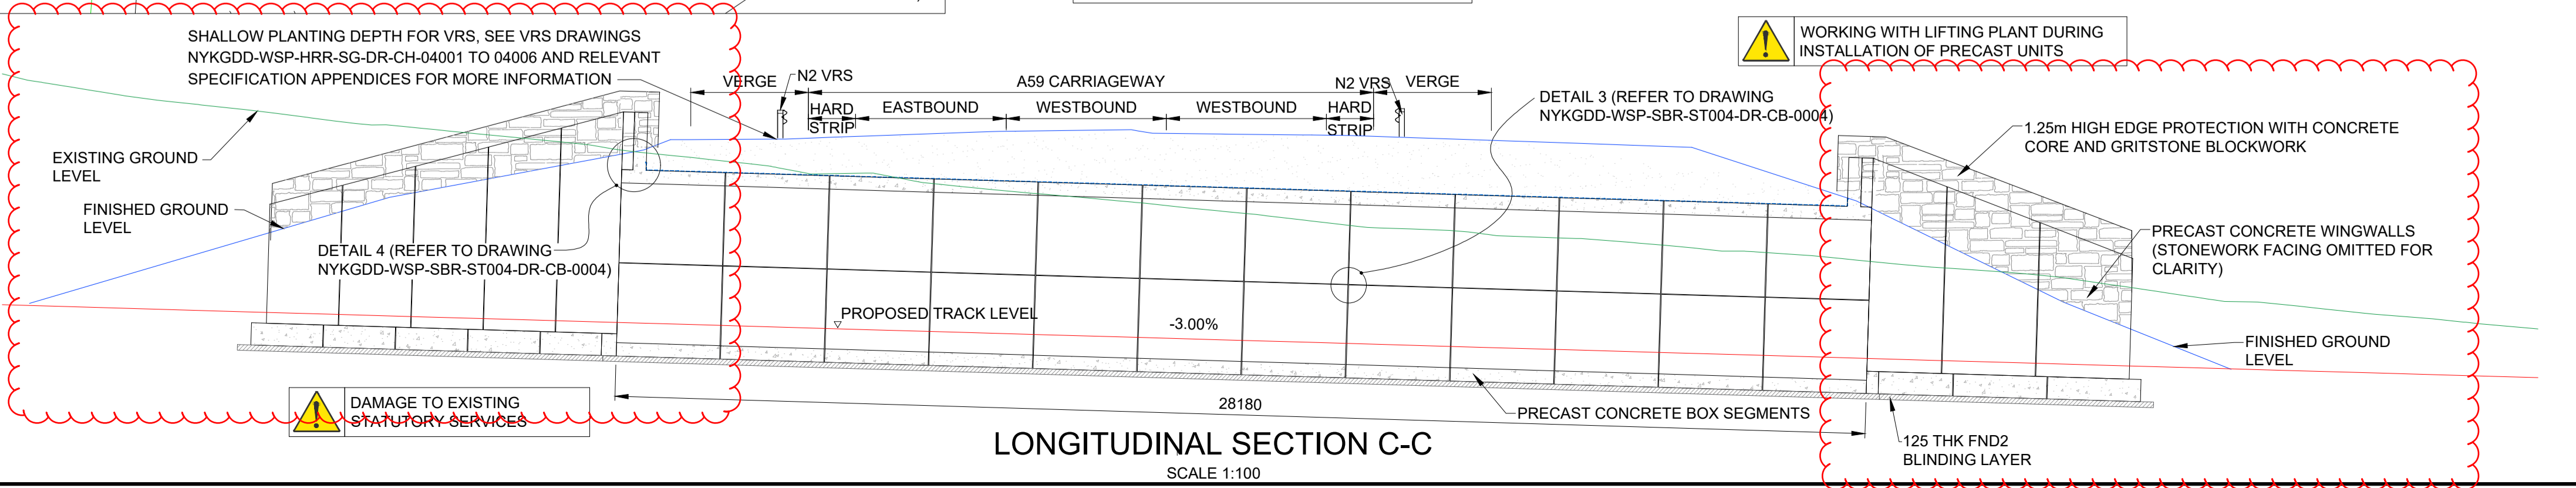 SHALLOW PLANTING DEPTH FOR VRS, SEE VRS DRAWINGS
NYKGDD-WSP-HRR-SG-DR-CH-04001 TO 04006 AND RELEVANT
SPECIFICATION APPENDICES FOR MORE INFORMATION
WORKING WITH LIFTING PLANT DURING
INSTALLATION OF PRECAST UNITS
VERGE
N2 VRS
A59 CARRIAGEWAY
N2 VRS
VERGE
HARD
STRIP
EASTBOUND
WESTBOUND
WESTBOUND
HARD
STRIP
DETAIL 3 (REFER TO DRAWING
NYKGDD-WSP-SBR-ST004-DR-CB-0004)
1.25m HIGH EDGE PROTECTION WITH CONCRETE
CORE AND GRITSTONE BLOCKWORK
EXISTING GROUND
LEVEL
FINISHED GROUND
LEVEL
DETAIL 4 (REFER TO DRAWING
NYKGDD-WSP-SBR-ST004-DR-CB-0004)
PRECAST CONCRETE WINGWALLS
(STONEWORK FACING OMITTED FOR
CLARITY)
PROPOSED TRACK LEVEL
-3.00%
FINISHED GROUND
LEVEL
DAMAGE TO EXISTING
STATUTORY SERVICES
28180
PRECAST CONCRETE BOX SEGMENTS
125 THK FND2
BLINDING LAYER
LONGITUDINAL SECTION C-C
SCALE 1:100